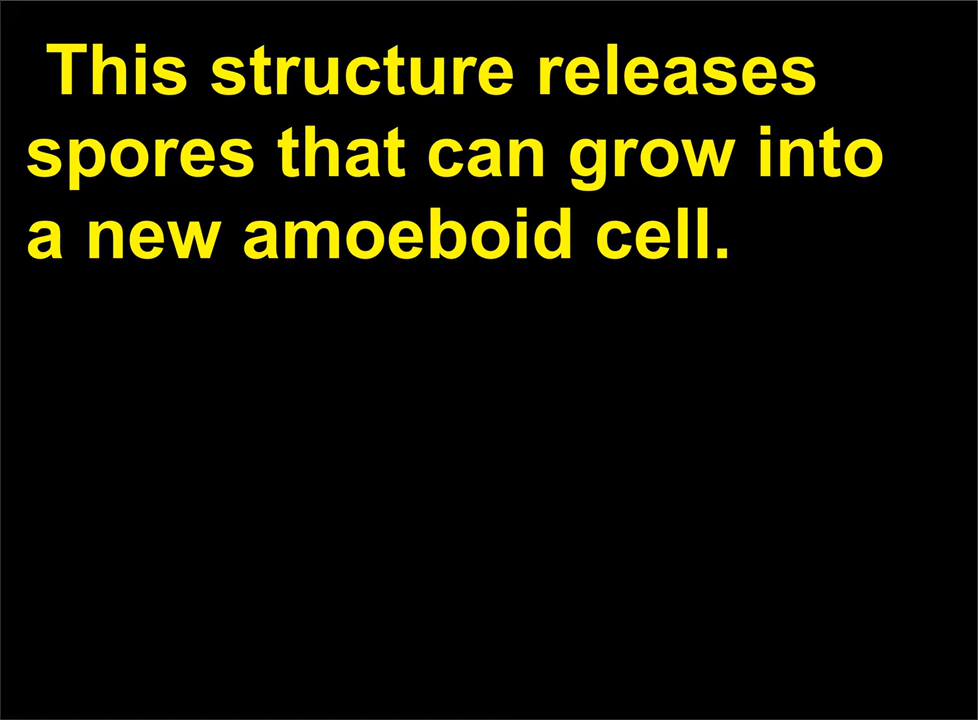 This structure releases
spores that can grow into
a new amoeboid cell.